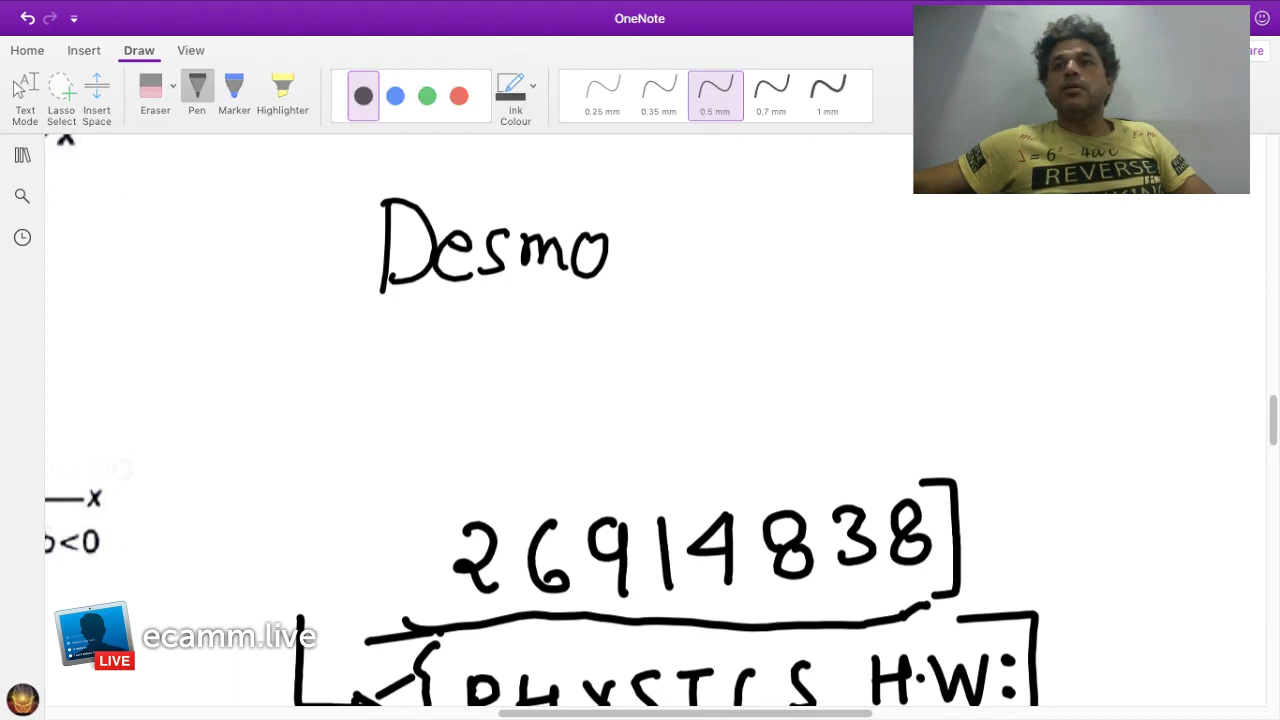 OneNote
Home Insert Draw View
are
Text Mode
Lasso Select
Insert Space
Eraser
Pen
Marker
Highlighter
Ink Colour
0.25 mm
0.35 mm
0.5 mm
0.7 mm
1 mm
REVERSE
x
Desmo
26914838]
x
b<0
ecamm.live
LIVE
PHYSICS H.W: